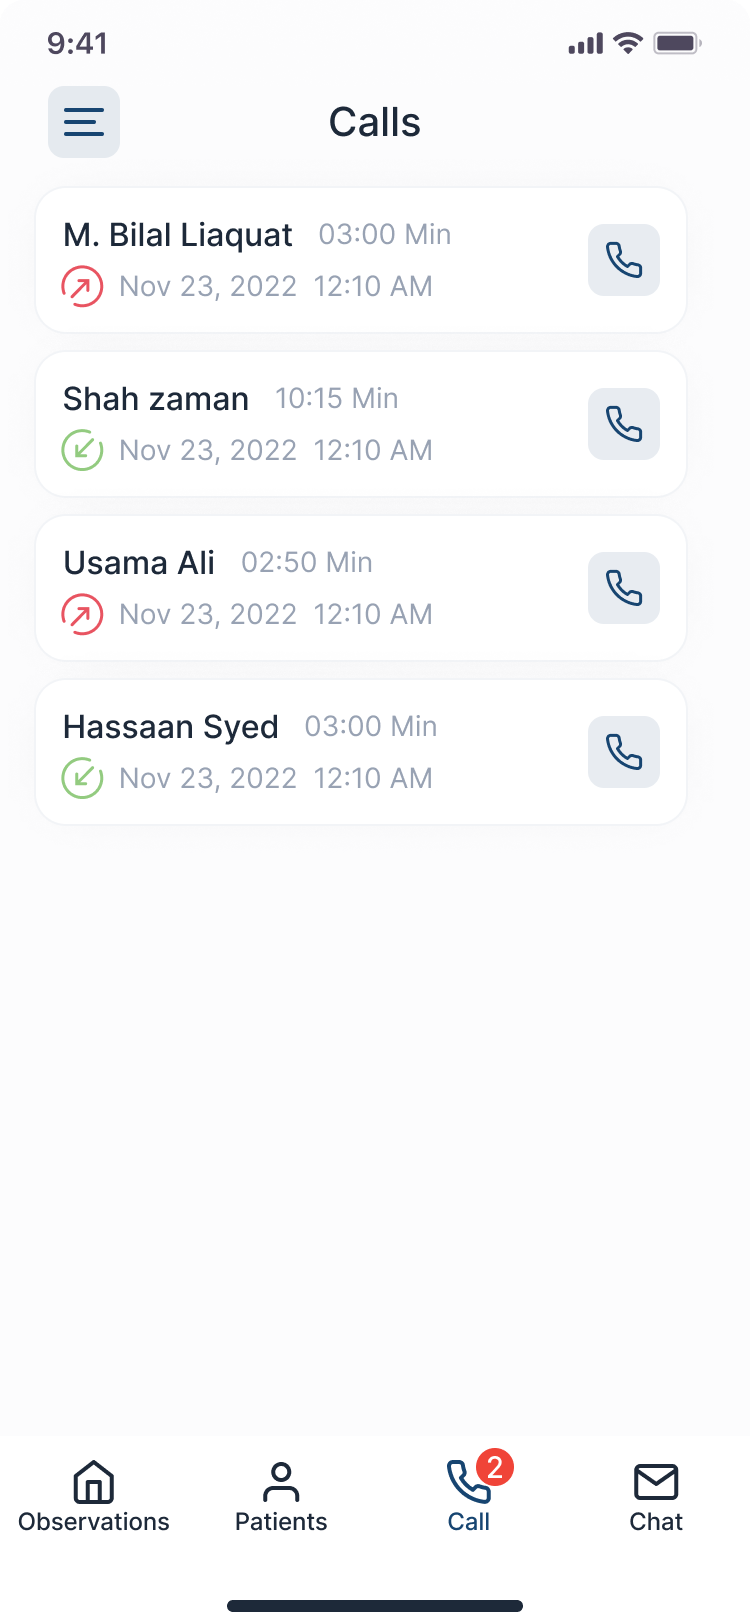 9:41
Calls
M. Bilal Liaquat 03:00 Min
Nov 23, 2022 12:10 AM
Shah zaman 10:15 Min
Nov 23, 2022 12:10 AM
Usama Ali 02:50 Min
Nov 23, 2022 12:10 AM
Hassaan Syed 03:00 Min
Nov 23, 2022 12:10 AM
2
Observations Patients Call Chat